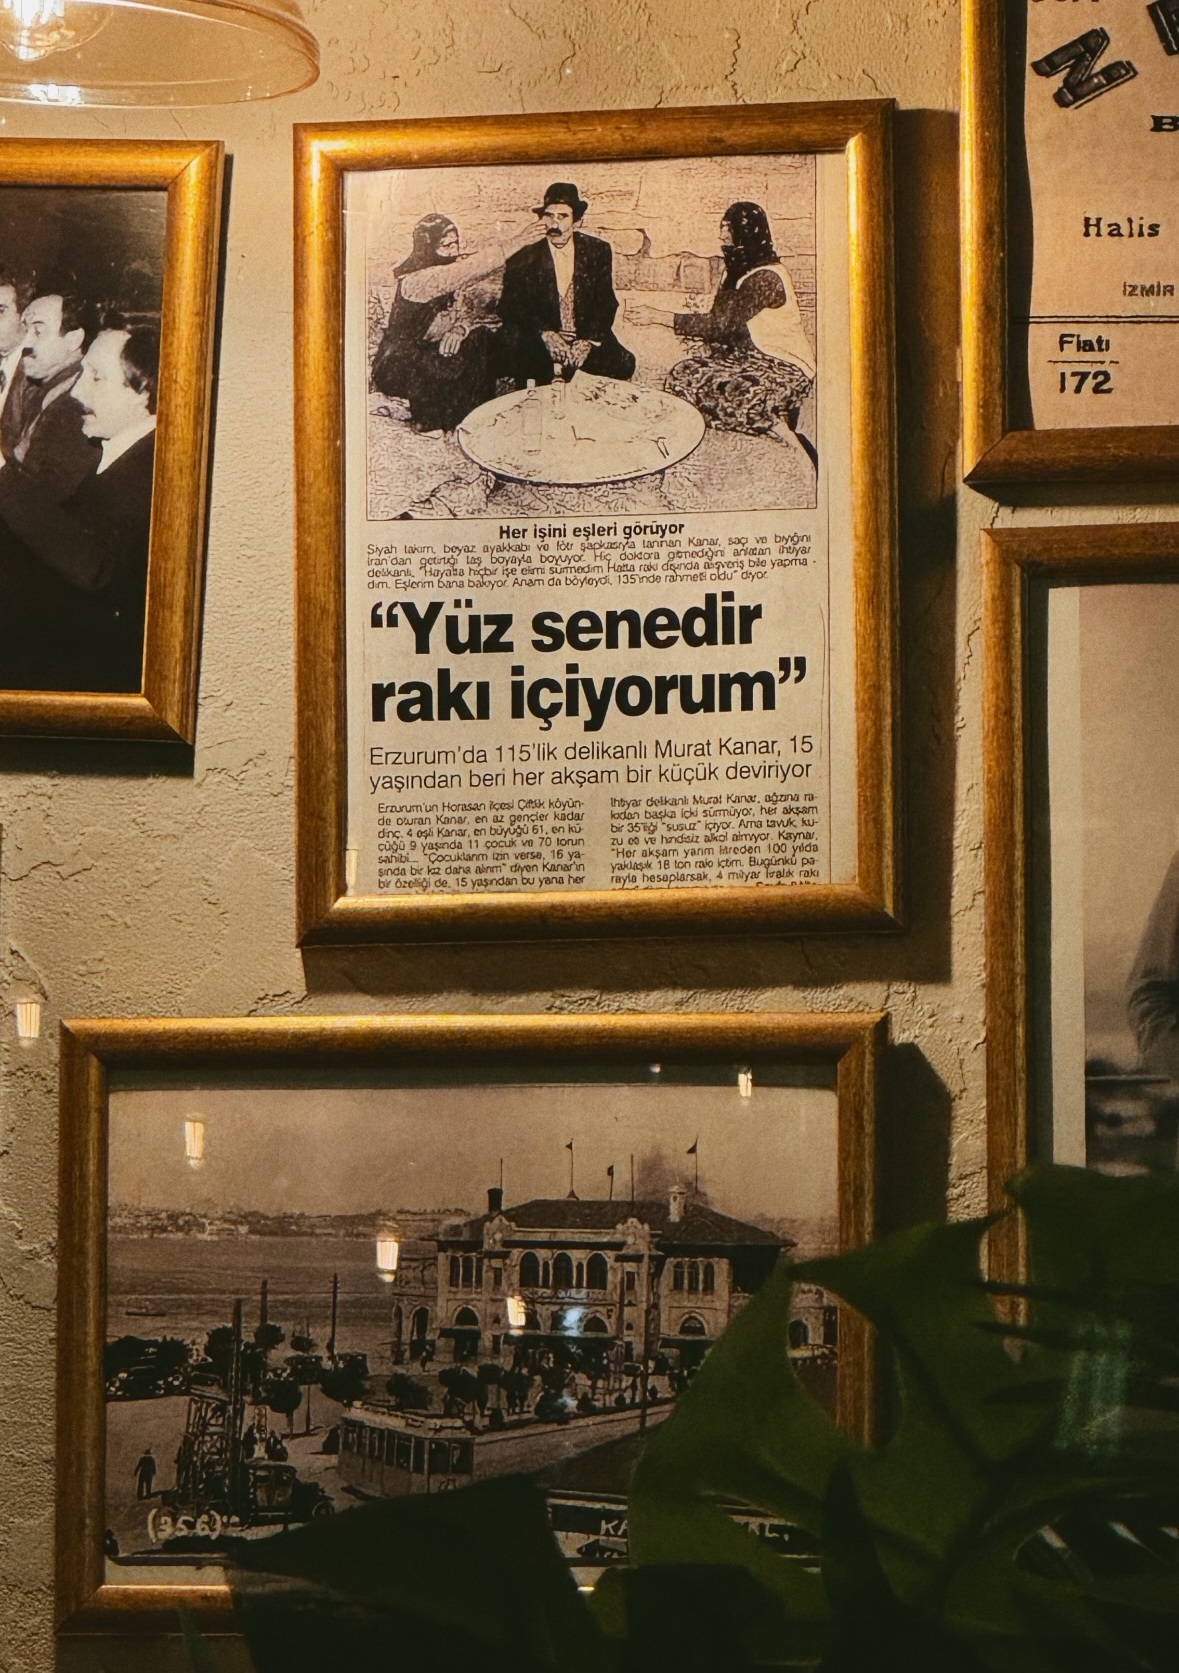 Her işini eşleri görüyor
Siyah takım, beyaz ayakkabı ve fötr şapkasıyla tanınan Kanar, saçı ve bıyığını
İran'dan getirttiği taş boyayla boyuyor. Hiç doktora gitmediğini anlatan ihtiyar
delikanlı, "Hayatta hiçbir işe elimi sürmedim Hatta rakı dışında alışveriş bile yapma-
dım. Eşlerim bana bakıyor. Anam da böyleydi, 135'inde rahmetli oldu" diyor.
“Yüz senedir
rakı içiyorum”
Erzurum'da 115'lik delikanlı Murat Kanar, 15
yaşından beri her akşam bir küçük deviriyor
Erzurum'un Horasan ilçesi Çiftlik köyün-
de oturan Kanar, en az gençler kadar
dinç. 4 eşli Kanar, en büyüğü 61, en kü-
çüğü 9 yaşında 11 çocuk ve 70 torun
sahibi... "Çocuklarım izin verse, 16 ya-
şında bir kız daha alırım" diyen Kanar'ın
bir özelliği de, 15 yaşından bu yana her
İhtiyar delikanlı Murat Kanar, ağzına ra-
kıdan başka içki sürmüyor, her akşam
bir 35'liği "susuz" içiyor. Ama tavuk, ku-
zu eti ve hindisiz alkol almıyor. Kaynar,
"Her akşam yarım litreden 100 yılda
yaklaşık 18 ton rakı içtim. Bugünkü pa-
rayla hesaplarsak, 4 milyar liralık rakı
Halis
İZMİR
Fiatı
172
(356)